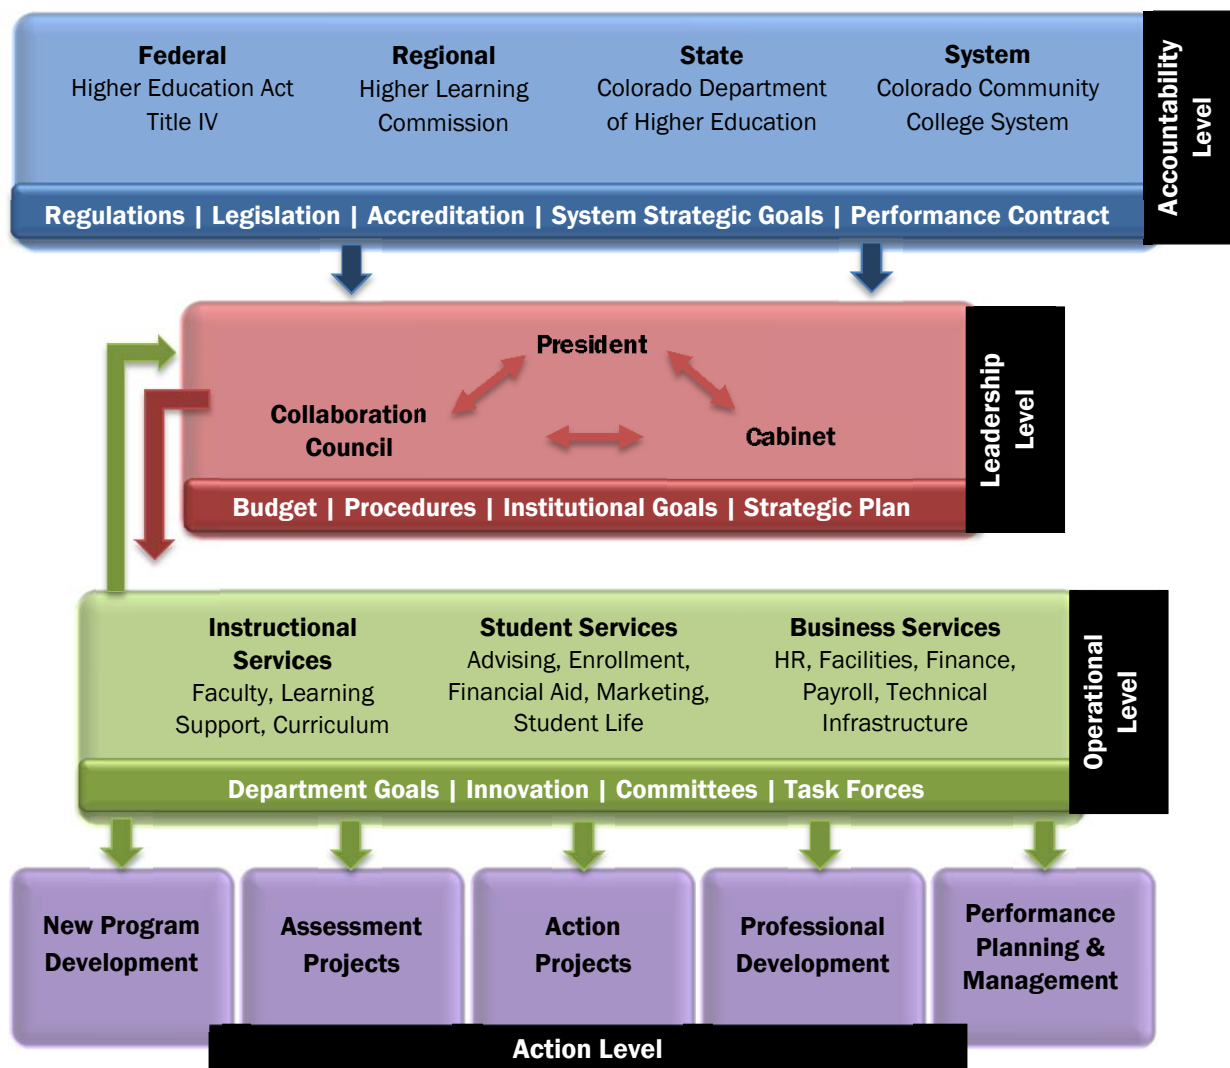 Federal
Higher Education Act
Title IV
Regional
Higher Learning
Commission
State
Colorado Department
of Higher Education
System
Colorado Community
College System
Accountability
Level
Regulations | Legislation | Accreditation | System Strategic Goals | Performance Contract
President
Collaboration
Council
Cabinet
Leadership
Level
Budget | Procedures | Institutional Goals | Strategic Plan
Instructional
Services
Faculty, Learning
Support, Curriculum
Student Services
Advising, Enrollment,
Financial Aid, Marketing,
Student Life
Business Services
HR, Facilities, Finance,
Payroll, Technical
Infrastructure
Operational
Level
Department Goals | Innovation | Committees | Task Forces
New Program
Development
Assessment
Projects
Action
Projects
Professional
Development
Performance
Planning &
Management
Action Level